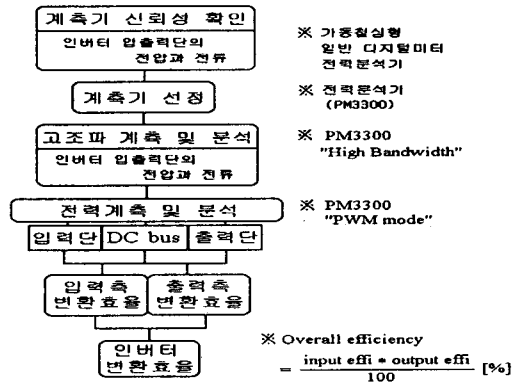 계측기 신뢰성 확인
인버터 입출력단의
전압과 전류
※ 가동철심형
일반 디지털미터
전력분석기
계측기 선정
※ 전력분석기
(PM3300)
고조파 계측 및 분석
인버터 입출력단의
전압과 전류
※ PM3300
"High Bandwidth"
전력계측 및 분석
※ PM3300
"PWM mode"
입력단 DC bus 출력단
입력측
변환효율
출력측
변환효율
인버터
변환효율
※ Overall efficiency
= input effi * output effi / 100 [%]